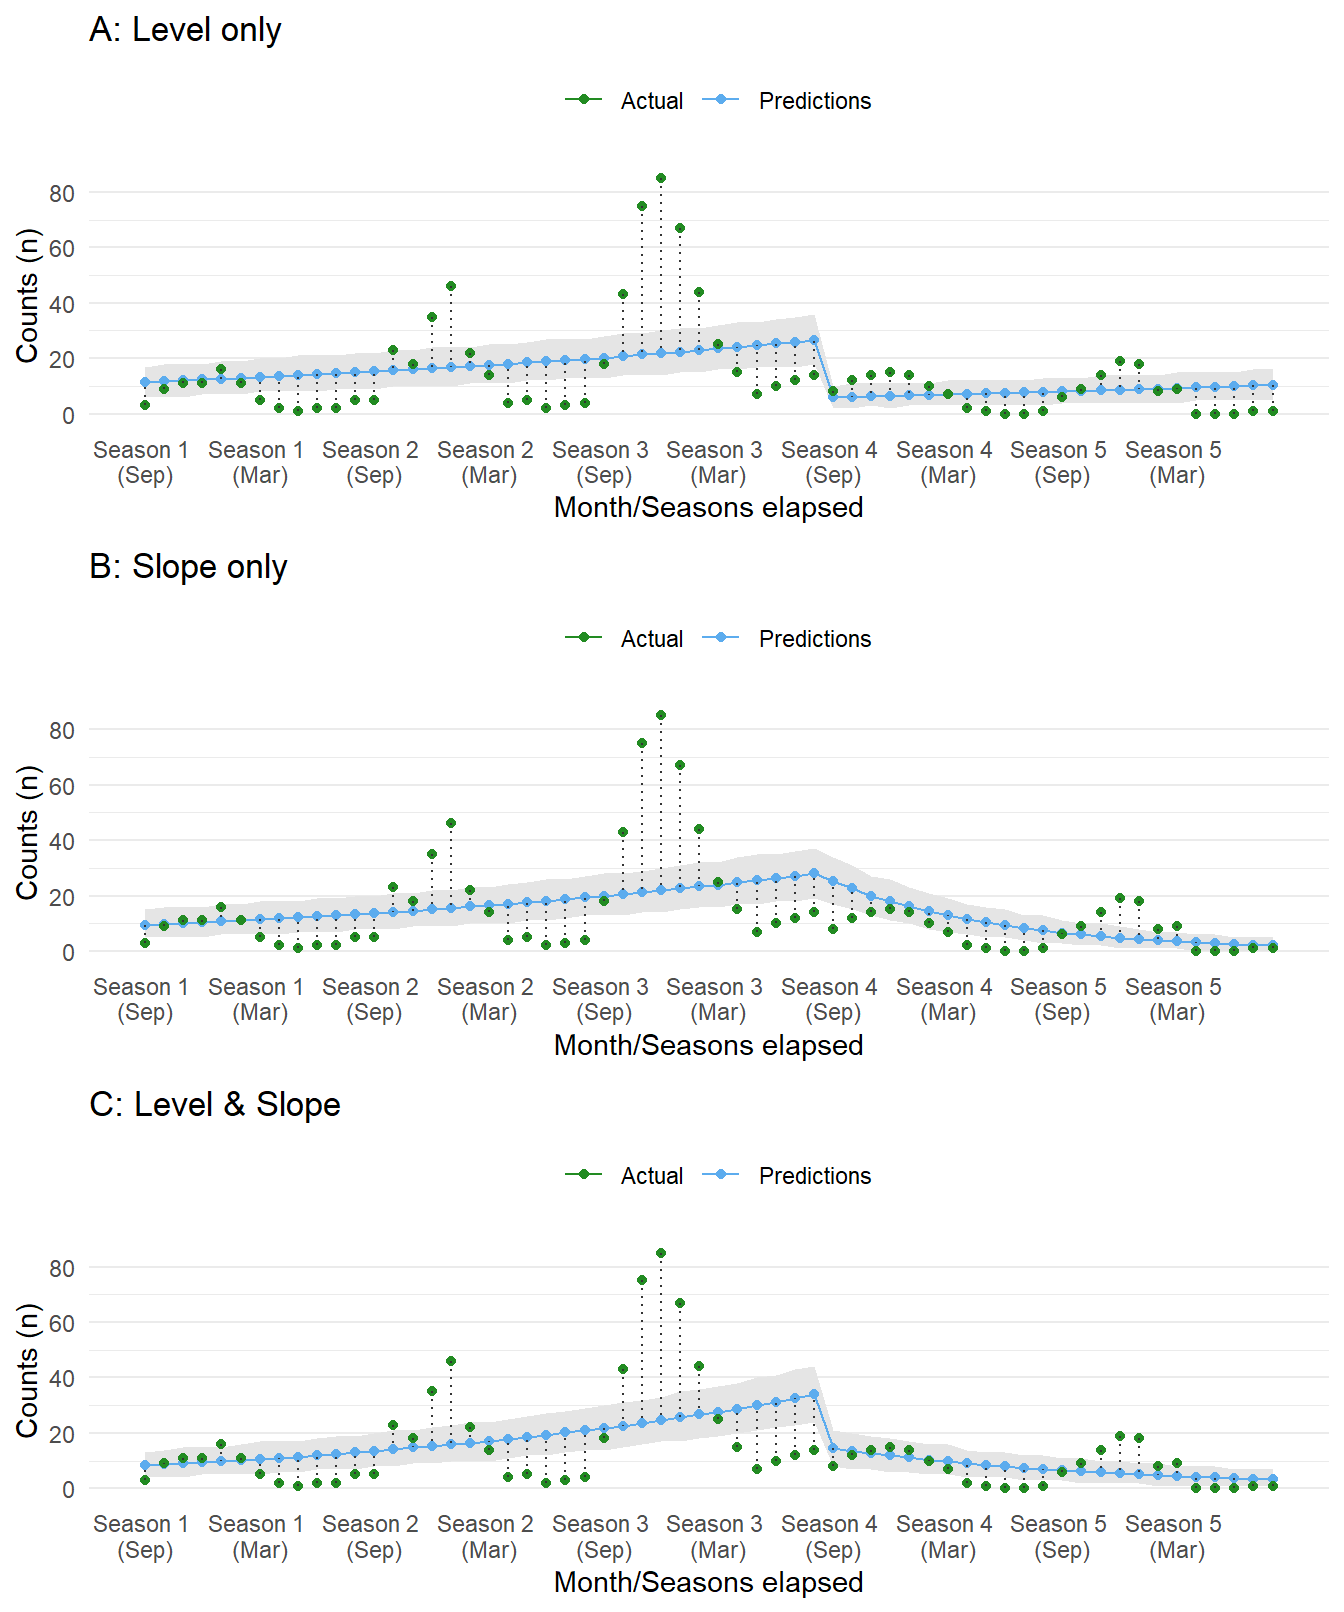 A: Level only
Actual Predictions
80
60
40
20
0
Counts (n)
Season 1 Season 1 Season 2 Season 2 Season 3 Season 3 Season 4 Season 4 Season 5 Season 5
(Sep) (Mar) (Sep) (Mar) (Sep) (Mar) (Sep) (Mar) (Sep) (Mar)
Month/Seasons elapsed
B: Slope only
Actual Predictions
80
60
40
20
0
Counts (n)
Season 1 Season 1 Season 2 Season 2 Season 3 Season 3 Season 4 Season 4 Season 5 Season 5
(Sep) (Mar) (Sep) (Mar) (Sep) (Mar) (Sep) (Mar) (Sep) (Mar)
Month/Seasons elapsed
C: Level & Slope
Actual Predictions
80
60
40
20
0
Counts (n)
Season 1 Season 1 Season 2 Season 2 Season 3 Season 3 Season 4 Season 4 Season 5 Season 5
(Sep) (Mar) (Sep) (Mar) (Sep) (Mar) (Sep) (Mar) (Sep) (Mar)
Month/Seasons elapsed